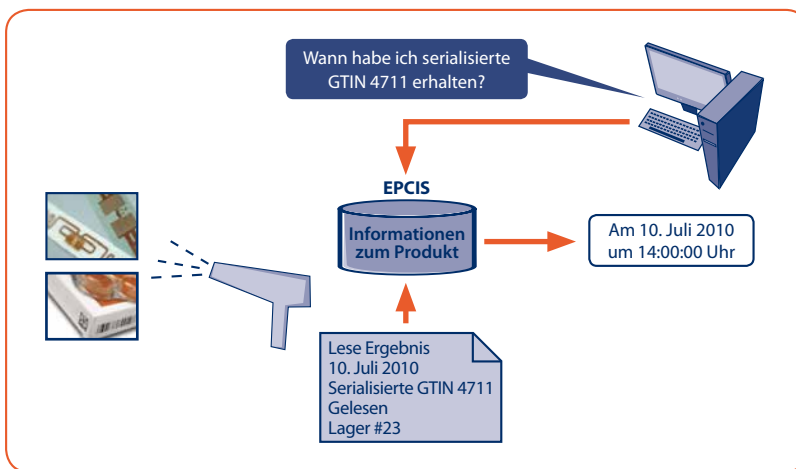 Wann habe ich serialisierte
GTIN 4711 erhalten?
EPCIS
Informationen
zum Produkt
Am 10. Juli 2010
um 14:00:00 Uhr
Lese Ergebnis
10. Juli 2010
Serialisierte GTIN 4711
Gelesen
Lager #23